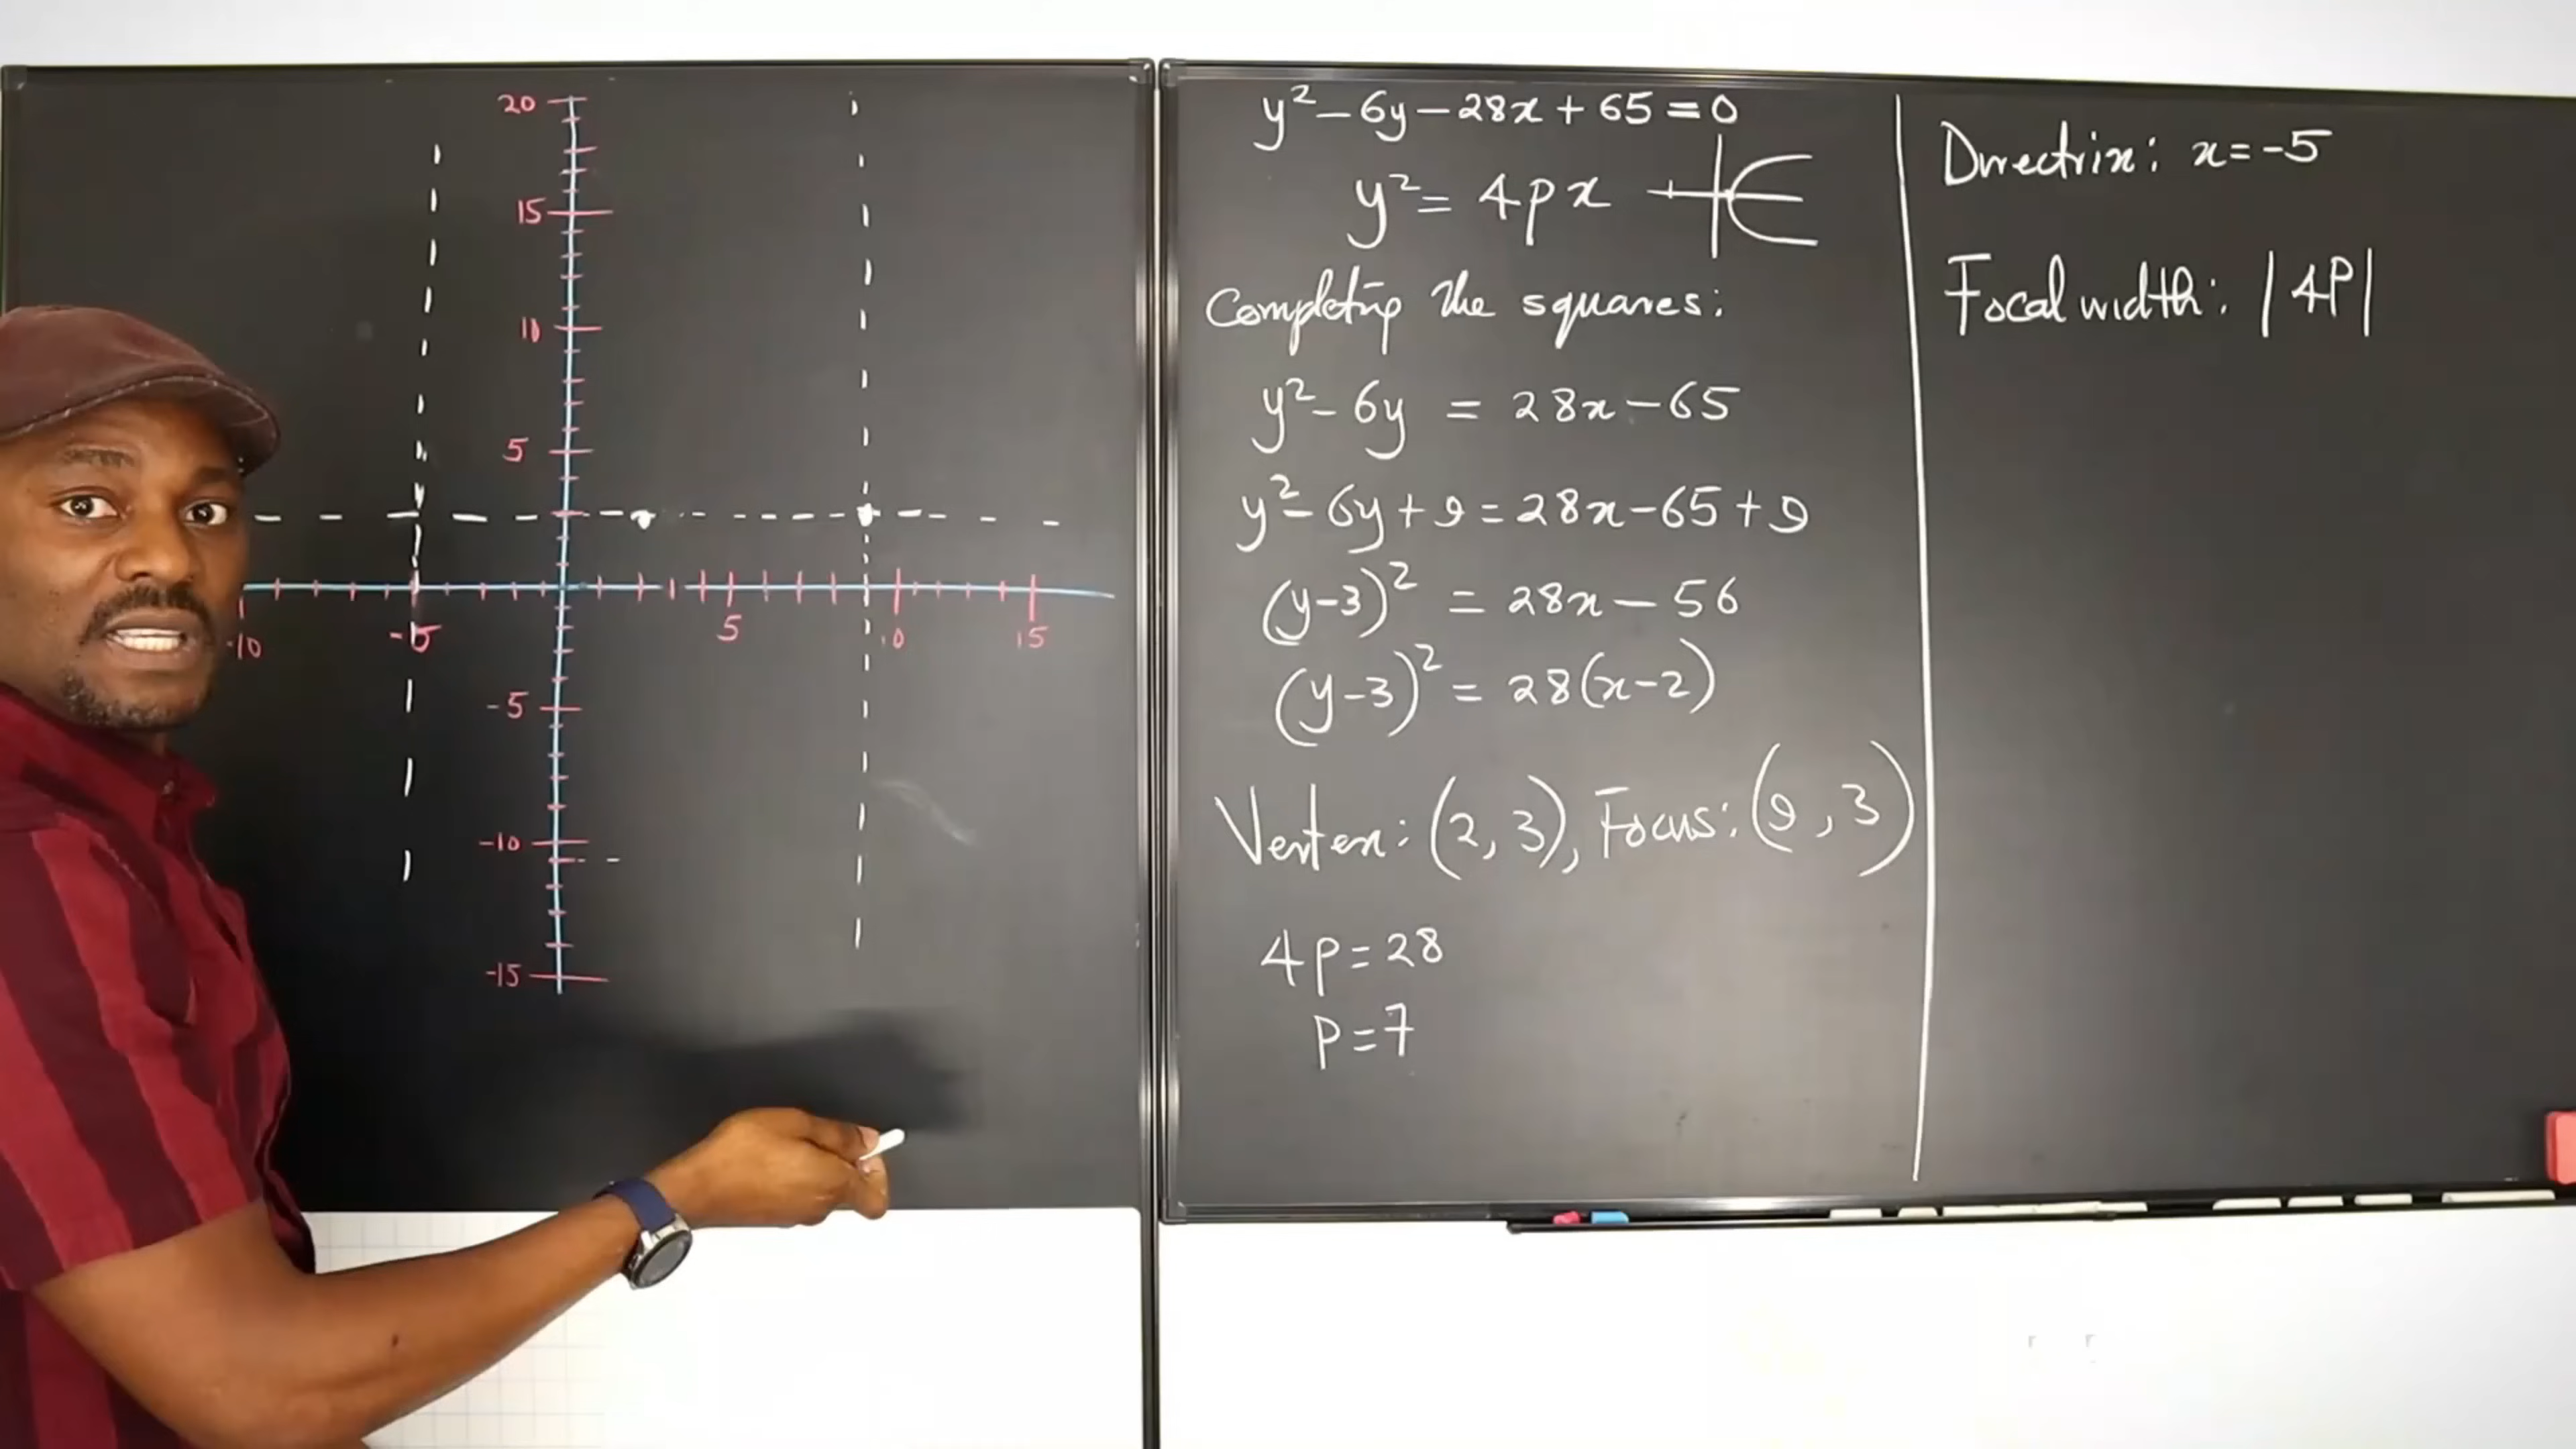 20
15
10
5
-10
-5
5
10
15
-5
-10
-15
y² - 6y - 28x + 65 = 0
y² = 4px
Completing the squares:
y² - 6y = 28x - 65
y² - 6y + 9 = 28x - 65 + 9
(y-3)² = 28x - 56
(y-3)² = 28(x-2)
Vertex: (2, 3), Focus: (9, 3)
4p = 28
p = 7
Directrix: x = -5
Focal width: |4P|